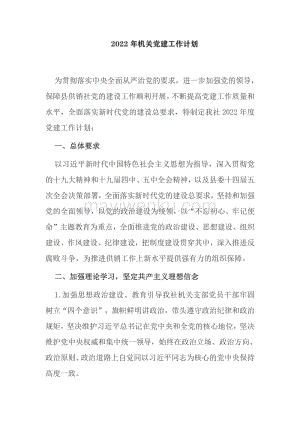 2022年机关党建工作计划
为贯彻落实中央全面从严治党的要求，进一步加强党的领导，
保障县供销社党的建设工作顺利开展，不断提高党建工作质量和
水平，全面落实新时代党的建设总要求，特制定我社2022年度
党建工作计划：
一、总体要求
以习近平新时代中国特色社会主义思想为指导，深入贯彻党
的十九大精神和十九届四中、五中全会精神，以及县委十四届五
次全会决策部署，全面落实新时代党的建设总要求，坚持和加强
党的全面领导，以党的政治建设为统领，以“不忘初心、牢记使
命”主题教育为重点，全面推进党的政治建设、思想建设、组织
建设、作风建设、纪律建设，把制度建设贯穿其中，深入推进反
腐败斗争，为推进供销工作上新水平提供强有力的组织保障。
二、加强理论学习，坚定共产主义理想信念
1.加强思想政治建设。教育引导我社机关支部党员干部牢固
树立“四个意识”，旗帜鲜明讲政治，带头遵守政治纪律和政治
规矩，坚决维护习近平总书记在党中央和全党的核心地位，坚决
维护党中央权威和集中统一领导，始终在政治立场、政治方向、
政治原则、政治道路上自觉同以习近平同志为核心的党中央保持
高度一致。